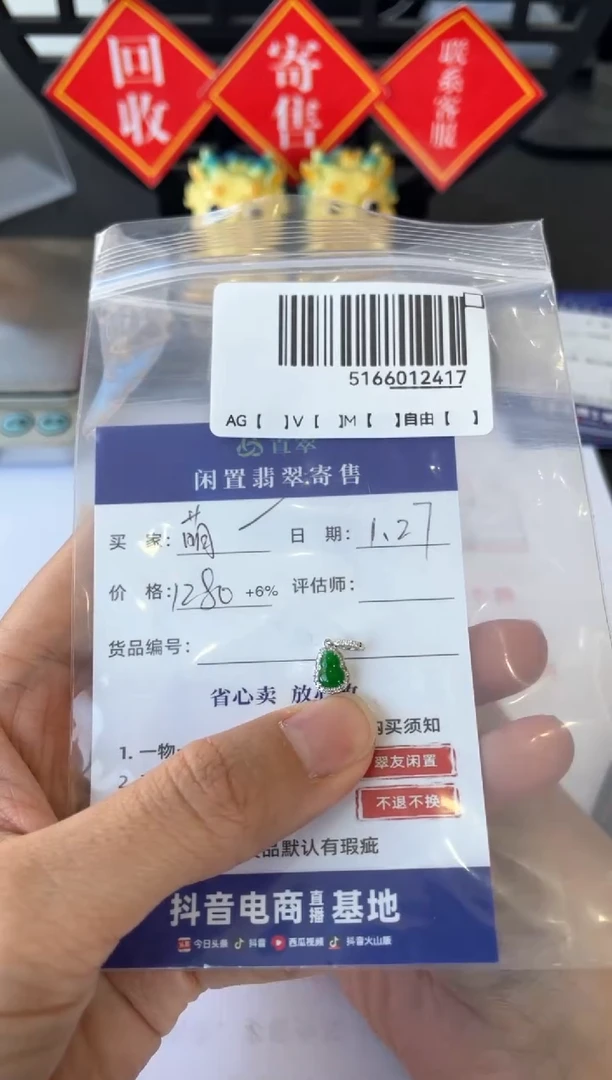 回收
寄售
联系客服
5166012417
AG【 】V【 】M【 】自由【 】
闲置翡翠寄售
买 家: 萌 日 期: 1.27
价 格: 1280 +6% 评估师:
货品编号:
省心卖 放心
购买须知
1. 一物
2.
翠友闲置
不退不换
品默认有瑕疵
抖音电商直播基地
今日头条 抖音 西瓜视频 抖音火山版